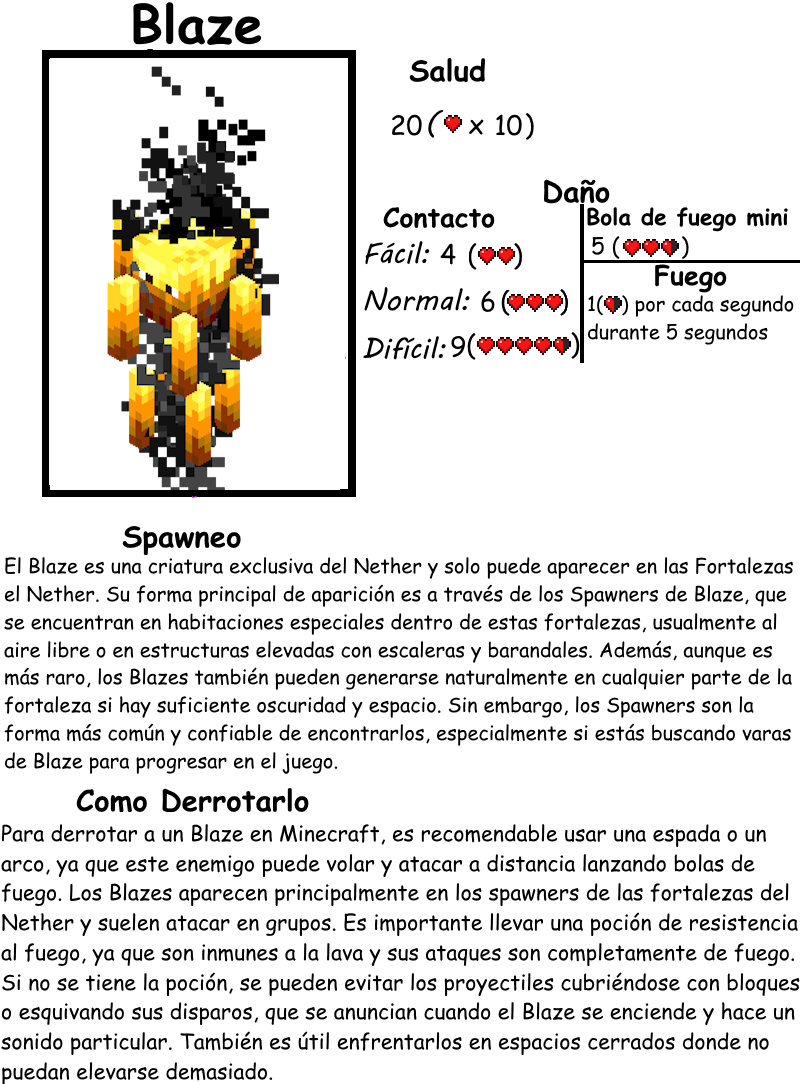 Blaze
Salud
20 ( x 10)
Daño
Contacto
Fácil: 4 ( )
Normal: 6 ( )
Difícil: 9( )
Bola de fuego mini
5 ( )
Fuego
1( ) por cada segundo
durante 5 segundos
Spawneo
El Blaze es una criatura exclusiva del Nether y solo puede aparecer en las Fortalezas
el Nether. Su forma principal de aparición es a través de los Spawners de Blaze, que
se encuentran en habitaciones especiales dentro de estas fortalezas, usualmente al
aire libre o en estructuras elevadas con escaleras y barandales. Además, aunque es
más raro, los Blazes también pueden generarse naturalmente en cualquier parte de la
fortaleza si hay suficiente oscuridad y espacio. Sin embargo, los Spawners son la
forma más común y confiable de encontrarlos, especialmente si estás buscando varas
de Blaze para progresar en el juego.
Como Derrotarlo
Para derrotar a un Blaze en Minecraft, es recomendable usar una espada o un
arco, ya que este enemigo puede volar y atacar a distancia lanzando bolas de
fuego. Los Blazes aparecen principalmente en los spawners de las fortalezas del
Nether y suelen atacar en grupos. Es importante llevar una poción de resistencia
al fuego, ya que son inmunes a la lava y sus ataques son completamente de fuego.
Si no se tiene la poción, se pueden evitar los proyectiles cubriéndose con bloques
o esquivando sus disparos, que se anuncian cuando el Blaze se enciende y hace un
sonido particular. También es útil enfrentarlos en espacios cerrados donde no
puedan elevarse demasiado.